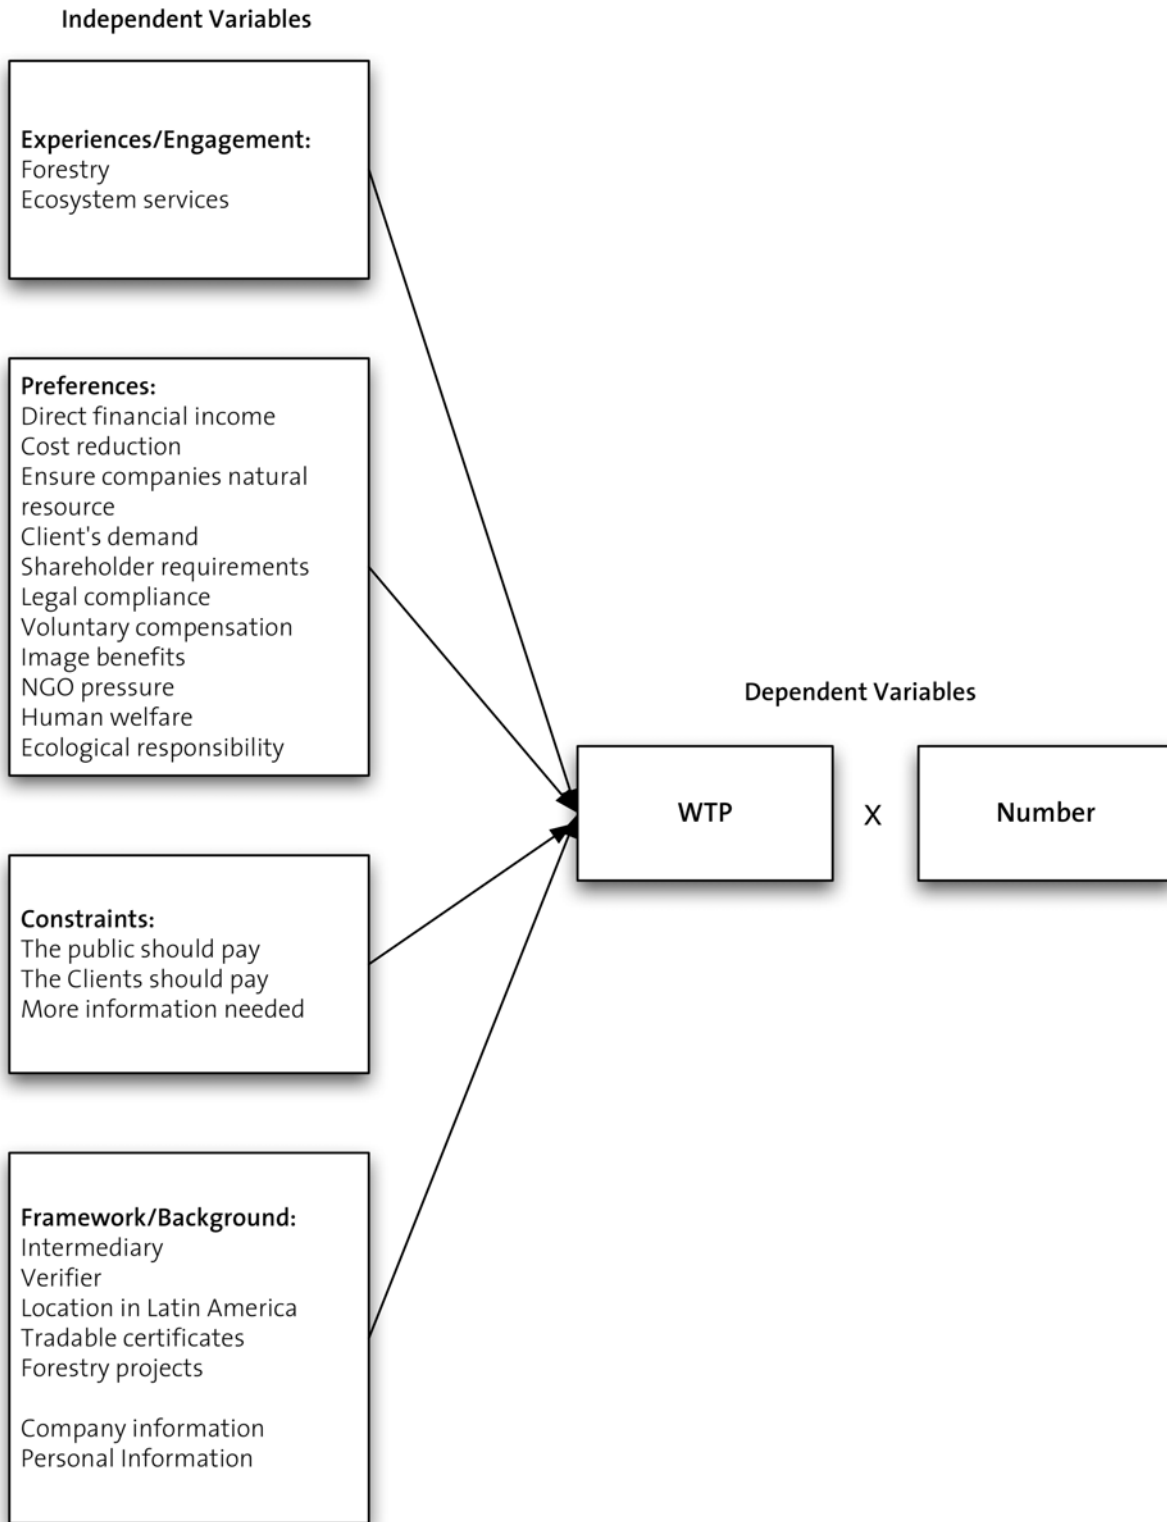 Independent Variables
Experiences/Engagement:
Forestry
Ecosystem services
Preferences:
Direct financial income
Cost reduction
Ensure companies natural
resource
Client's demand
Shareholder requirements
Legal compliance
Voluntary compensation
Image benefits
NGO pressure
Human welfare
Ecological responsibility
Dependent Variables
WTP
X
Number
Constraints:
The public should pay
The Clients should pay
More information needed
Framework/Background:
Intermediary
Verifier
Location in Latin America
Tradable certificates
Forestry projects
Company information
Personal Information